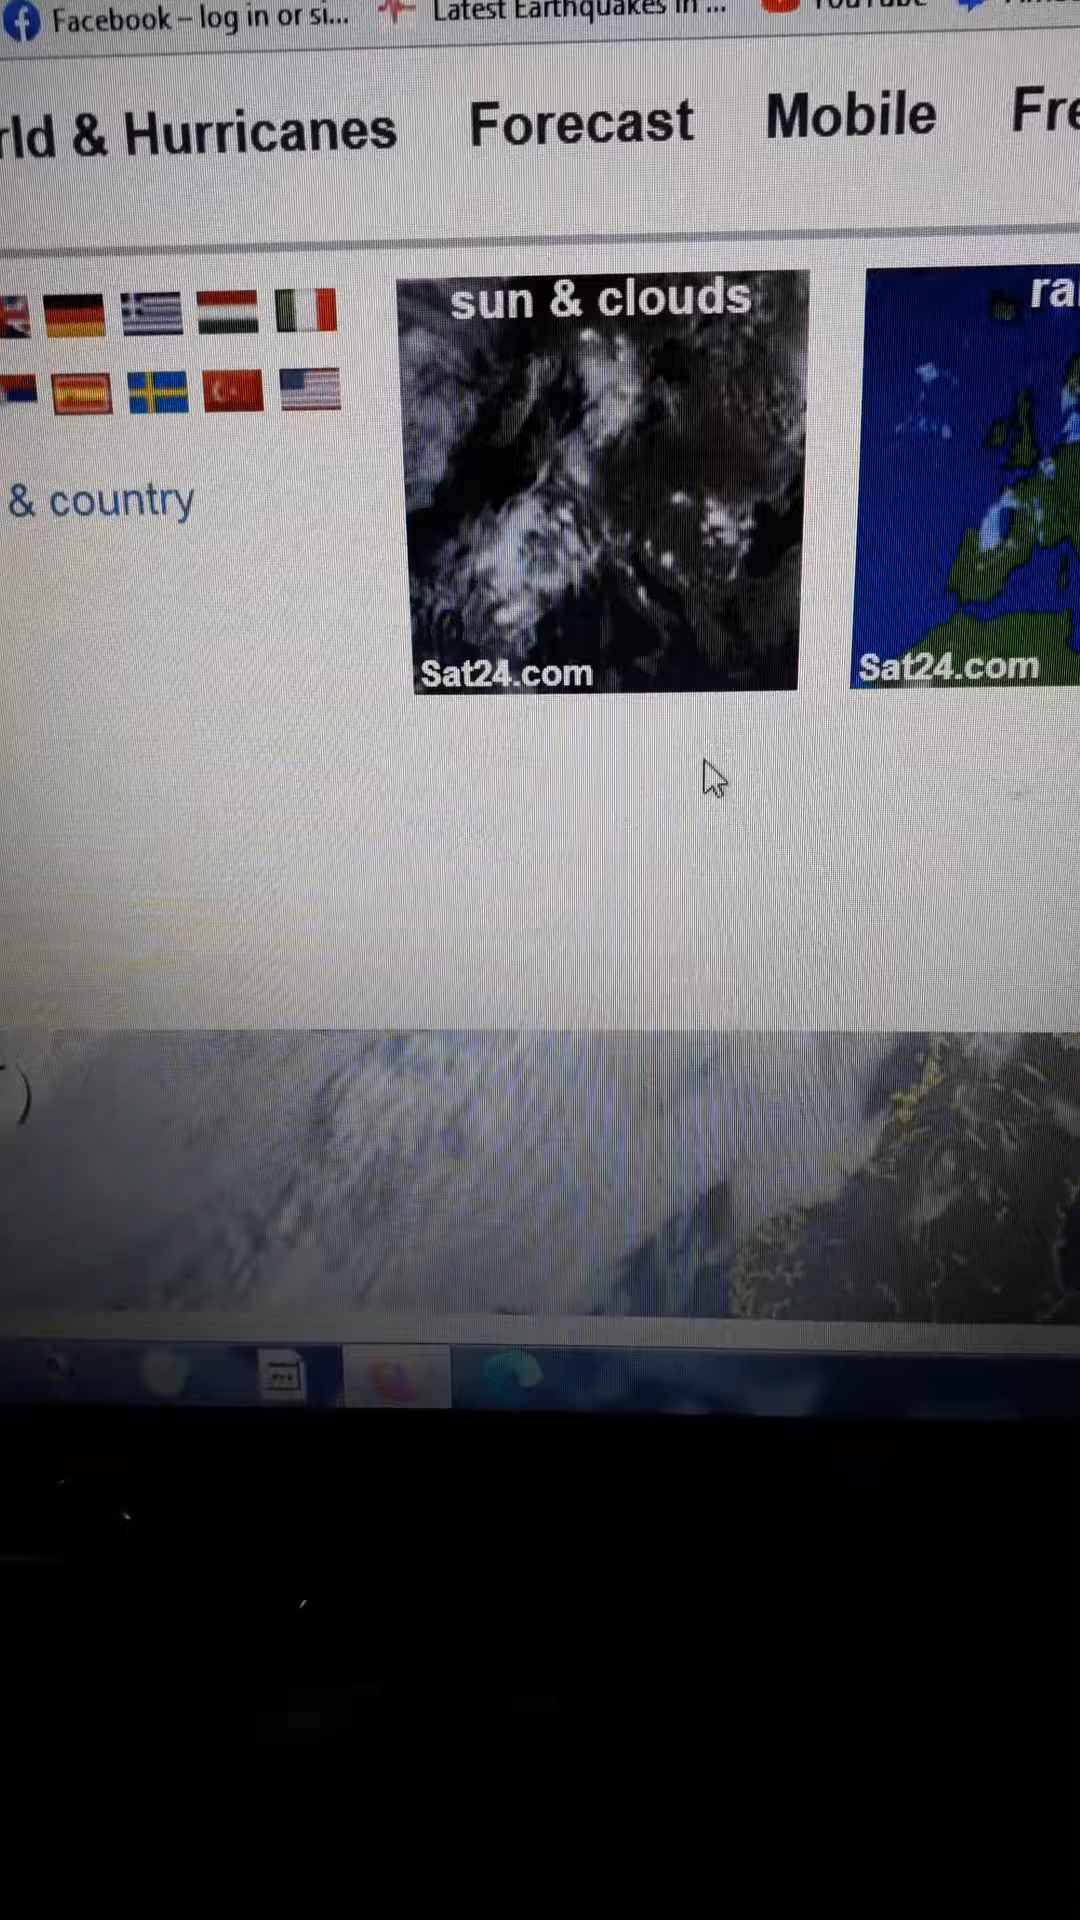 Facebook – log in or si... Latest Earthquakes in ... YouTube
rld & Hurricanes Forecast Mobile Fre
sun & clouds
ra
& country
Sat24.com
Sat24.com
)